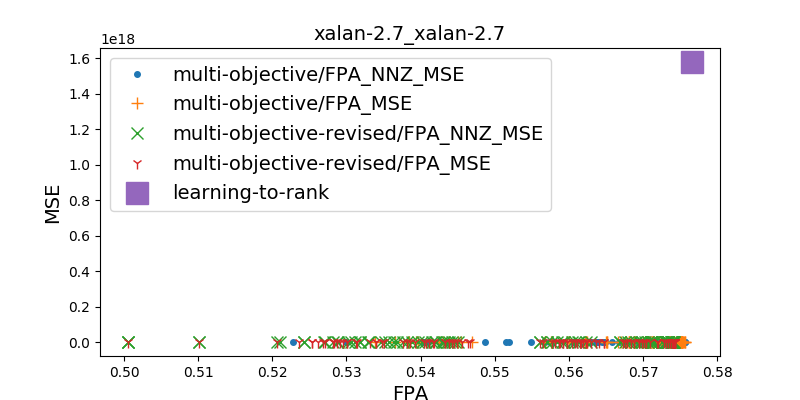 xalan-2.7_xalan-2.7
1e18
1.6
1.4
1.2
1.0
0.8
0.6
0.4
0.2
0.0
MSE
multi-objective/FPA_NNZ_MSE
multi-objective/FPA_MSE
multi-objective-revised/FPA_NNZ_MSE
multi-objective-revised/FPA_MSE
learning-to-rank
0.50 0.51 0.52 0.53 0.54 0.55 0.56 0.57 0.58
FPA